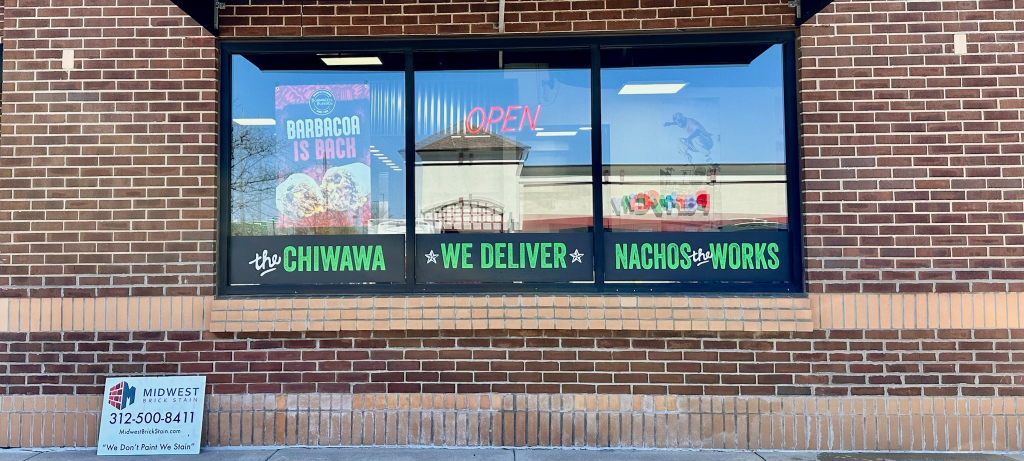 OPEN
BARBACOA
IS BACK
the CHIWAWA
WE DELIVER
NACHOS the WORKS
MIDWEST
BRICK STAIN
312-500-8411
MidwestBrickStain.com
"We Don't Paint We Stain"